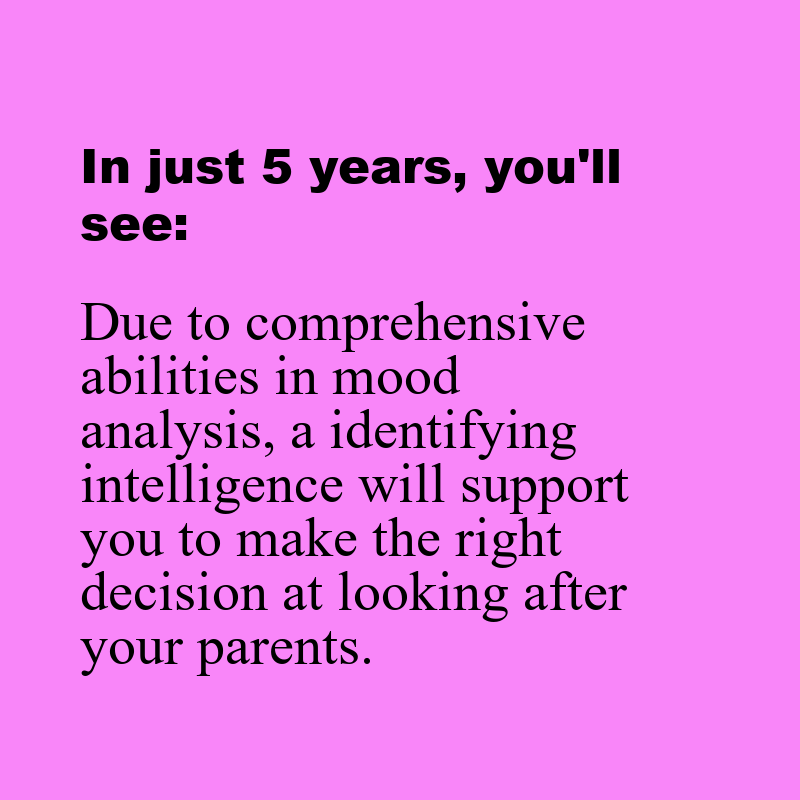 In just 5 years, you'll
see:
Due to comprehensive
abilities in mood
analysis, a identifying
intelligence will support
you to make the right
decision at looking after
your parents.